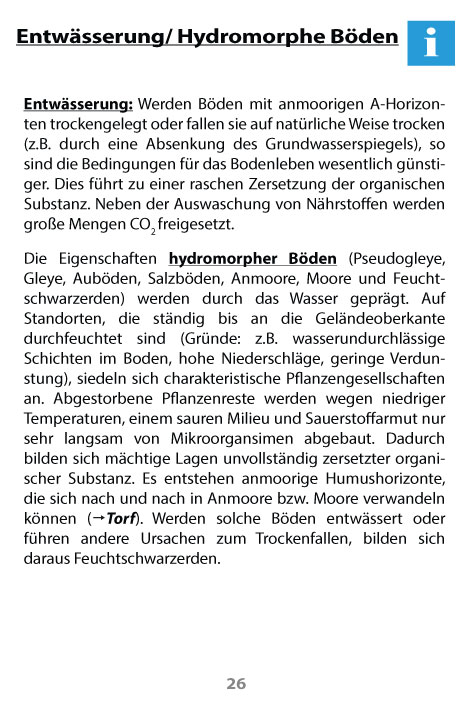 Entwässerung/ Hydromorphe Böden
i
Entwässerung: Werden Böden mit anmoorigen A-Horizon-
ten trockengelegt oder fallen sie auf natürliche Weise trocken
(z.B. durch eine Absenkung des Grundwasserspiegels), so
sind die Bedingungen für das Bodenleben wesentlich günsti-
ger. Dies führt zu einer raschen Zersetzung der organischen
Substanz. Neben der Auswaschung von Nährstoffen werden
große Mengen CO2 freigesetzt.
Die Eigenschaften hydromorpher Böden (Pseudogleye,
Gleye, Auböden, Salzböden, Anmoore, Moore und Feucht-
schwarzerden) werden durch das Wasser geprägt. Auf
Standorten, die ständig bis an die Geländeoberkante
durchfeuchtet sind (Gründe: z.B. wasserundurchlässige
Schichten im Boden, hohe Niederschläge, geringe Verdun-
stung), siedeln sich charakteristische Pflanzengesellschaften
an. Abgestorbene Pflanzenreste werden wegen niedriger
Temperaturen, einem sauren Milieu und Sauerstoffarmut nur
sehr langsam von Mikroorgansimen abgebaut. Dadurch
bilden sich mächtige Lagen unvollständig zersetzter organi-
scher Substanz. Es entstehen anmoorige Humushorizonte,
die sich nach und nach in Anmoore bzw. Moore verwandeln
können (→Torf). Werden solche Böden entwässert oder
führen andere Ursachen zum Trockenfallen, bilden sich
daraus Feuchtschwarzerden.
26